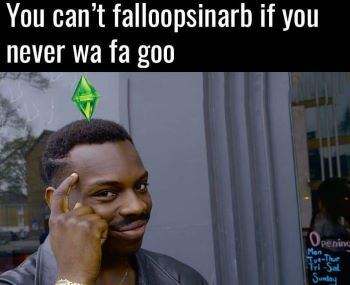 You can't falloopsinarb if you
never wa fa goo
Opening
Mon
Tue-Thur
Fri-Sat
Sunday